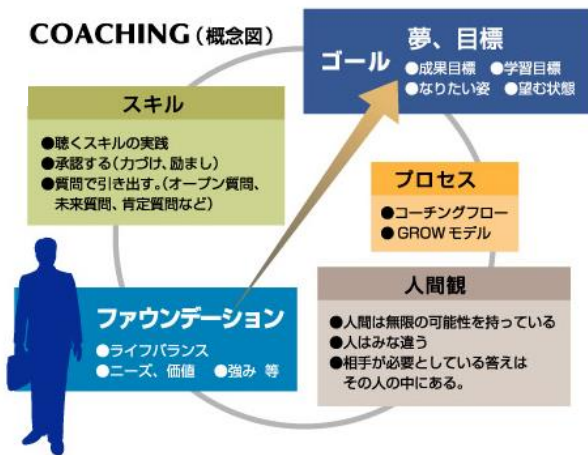 COACHING(概念図)
ゴール
夢、目標
●成果目標 ●学習目標
●なりたい姿 ●望む状態
スキル
●聴くスキルの実践
●承認する(力づけ、励まし)
●質問で引き出す。(オープン質問、
未来質問、肯定質問など)
プロセス
●コーチングフロー
●GROWモデル
ファウンデーション
●ライフバランス
●ニーズ、価値 ●強み 等
人間観
●人間は無限の可能性を持っている
●人はみな違う
●相手が必要としている答えは
その人の中にある。